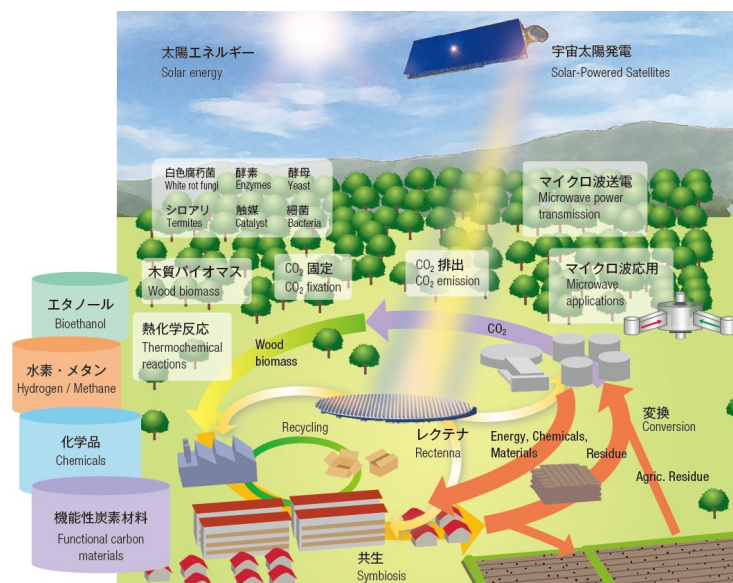 太陽エネルギー
Solar energy
宇宙太陽発電
Solar-Powered Satellites
白色腐朽菌
White rot fungi
酵素
Enzymes
酵母
Yeast
シロアリ
Termites
触媒
Catalyst
細菌
Bacteria
マイクロ波送電
Microwave power
transmission
木質バイオマス
Wood biomass
CO₂ 固定
CO₂ fixation
CO₂ 排出
CO₂ emission
マイクロ波応用
Microwave
applications
エタノール
Bioethanol
熱化学反応
Thermochemical
reactions
Wood
biomass
CO₂
水素・メタン
Hydrogen / Methane
化学品
Chemicals
Recycling
レクテナ
Rectenna
Energy, Chemicals,
Materials
Residue
変換
Conversion
Agric. Residue
機能性炭素材料
Functional carbon
materials
共生
Symbiosis